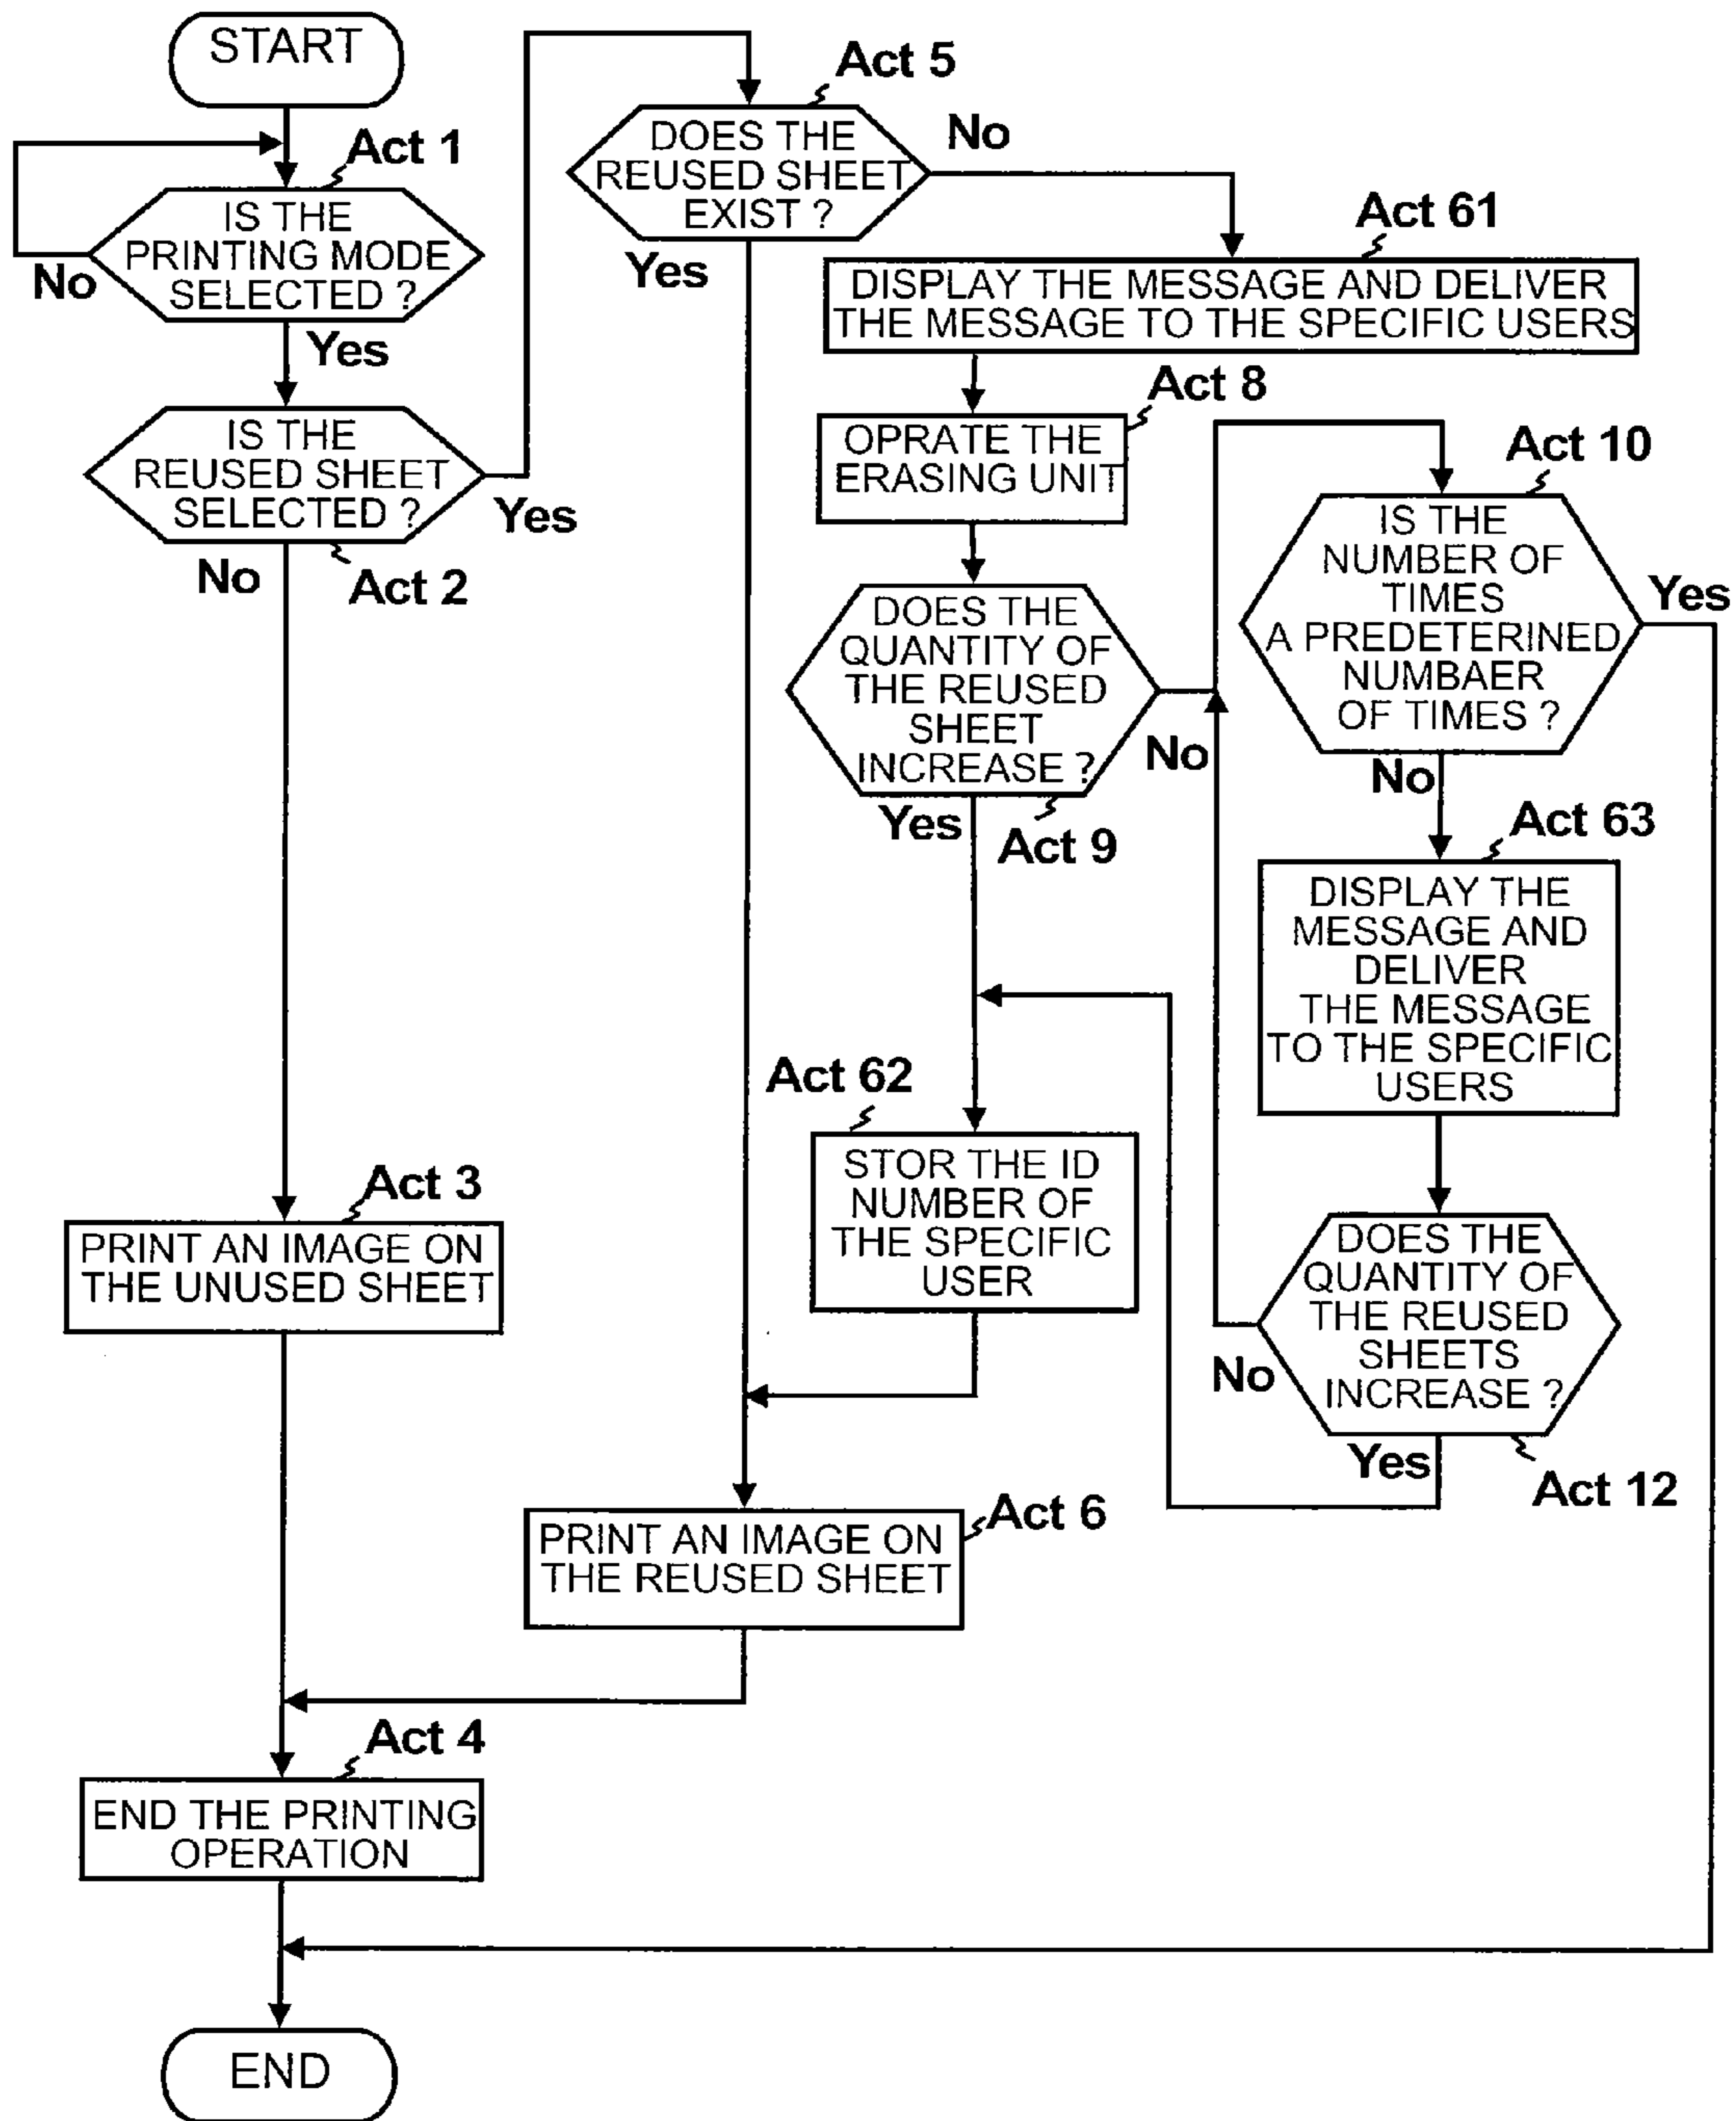 START
Act 1
IS THE
PRINTING MODE
SELECTED ?
No
Yes
IS THE
REUSED SHEET
SELECTED ?
Yes
No
Act 2
Act 3
PRINT AN IMAGE ON
THE UNUSED SHEET
Act 4
END THE PRINTING
OPERATION
END
Act 5
DOES THE
REUSED SHEET
EXIST ?
No
Yes
Act 61
DISPLAY THE MESSAGE AND DELIVER
THE MESSAGE TO THE SPECIFIC USERS
Act 8
OPRATE THE
ERASING UNIT
DOES THE
QUANTITY OF
THE REUSED
SHEET
INCREASE ?
No
Yes
Act 9
Act 62
STOR THE ID
NUMBER OF
THE SPECIFIC
USER
Act 6
PRINT AN IMAGE ON
THE REUSED SHEET
Act 10
IS THE
NUMBER OF
TIMES
A PREDETERINED
NUMBAER
OF TIMES ?
Yes
No
Act 63
DISPLAY THE
MESSAGE AND
DELIVER
THE MESSAGE
TO THE SPECIFIC
USERS
DOES THE
QUANTITY OF
THE REUSED
SHEETS
INCREASE ?
No
Yes
Act 12